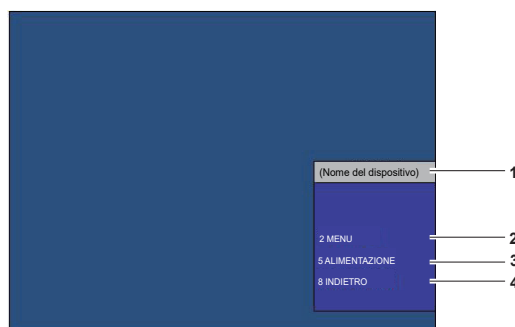 (Nome del dispositivo)
1
2 MENU
2
5 ALIMENTAZIONE
3
8 INDIETRO
4